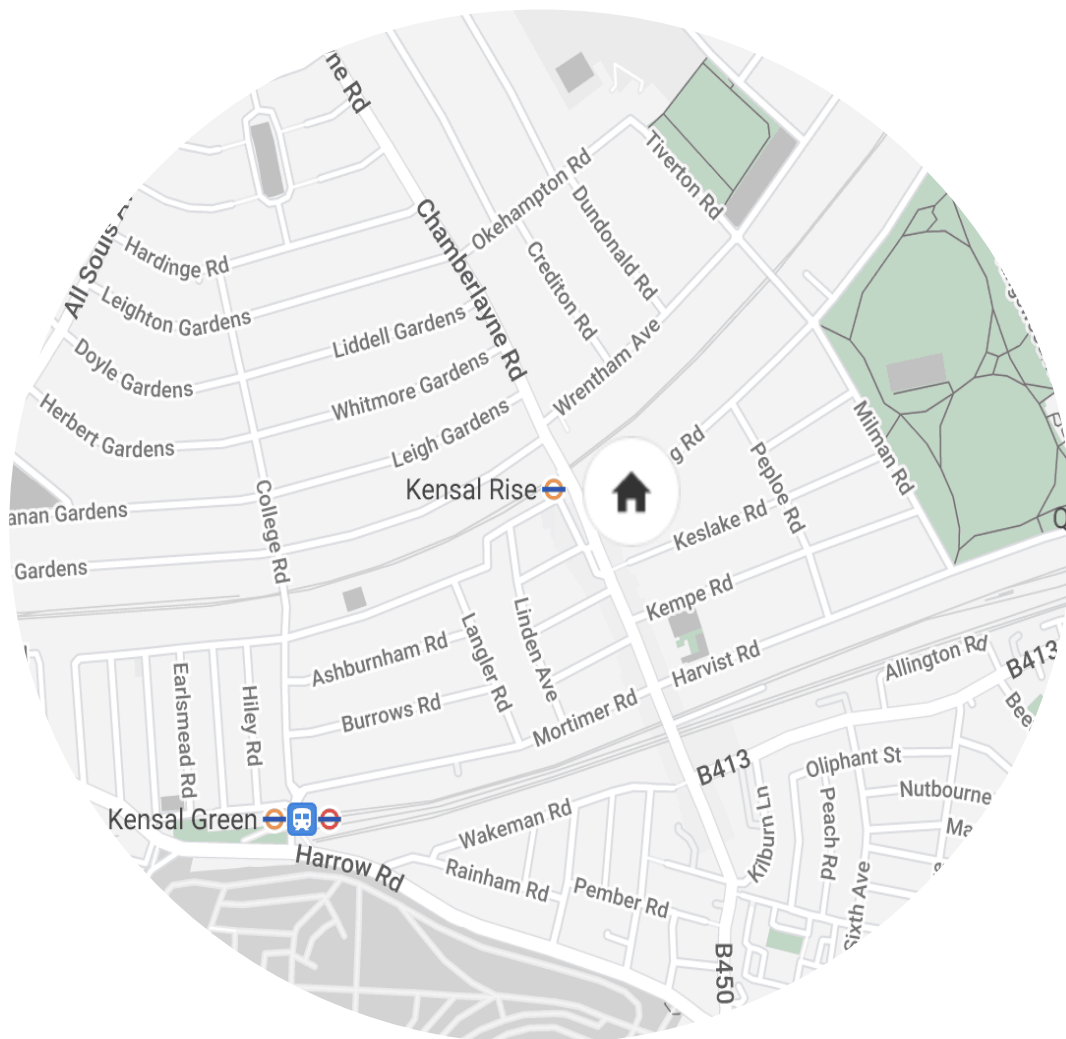 ne Rd
Tiverton Rd
Okehampton Rd
Dundonald Rd
Chamberlayne Rd
Hardinge Rd
All Souls A
Crediton Rd
Leighton Gardens
Liddell Gardens
Doyle Gardens
Wrentham Ave
Whitmore Gardens
Herbert Gardens
Leigh Gardens
Milman Rd
g Rd
Peploe Rd
Kensal Rise
anan Gardens
College Rd
Keslake Rd
Q
Gardens
Kempe Rd
Linden Ave
Langler Rd
Ashburnham Rd
Harvist Rd
Allington Rd
B413
Earlsmead Rd
Hiley Rd
Burrows Rd
Mortimer Rd
Bee
B413
Oliphant St
Nutbourne
Kilburn Ln
Peach Rd
Kensal Green
Wakeman Rd
Ma
Harrow Rd
Rainham Rd
Pember Rd
Sixth Ave
B450